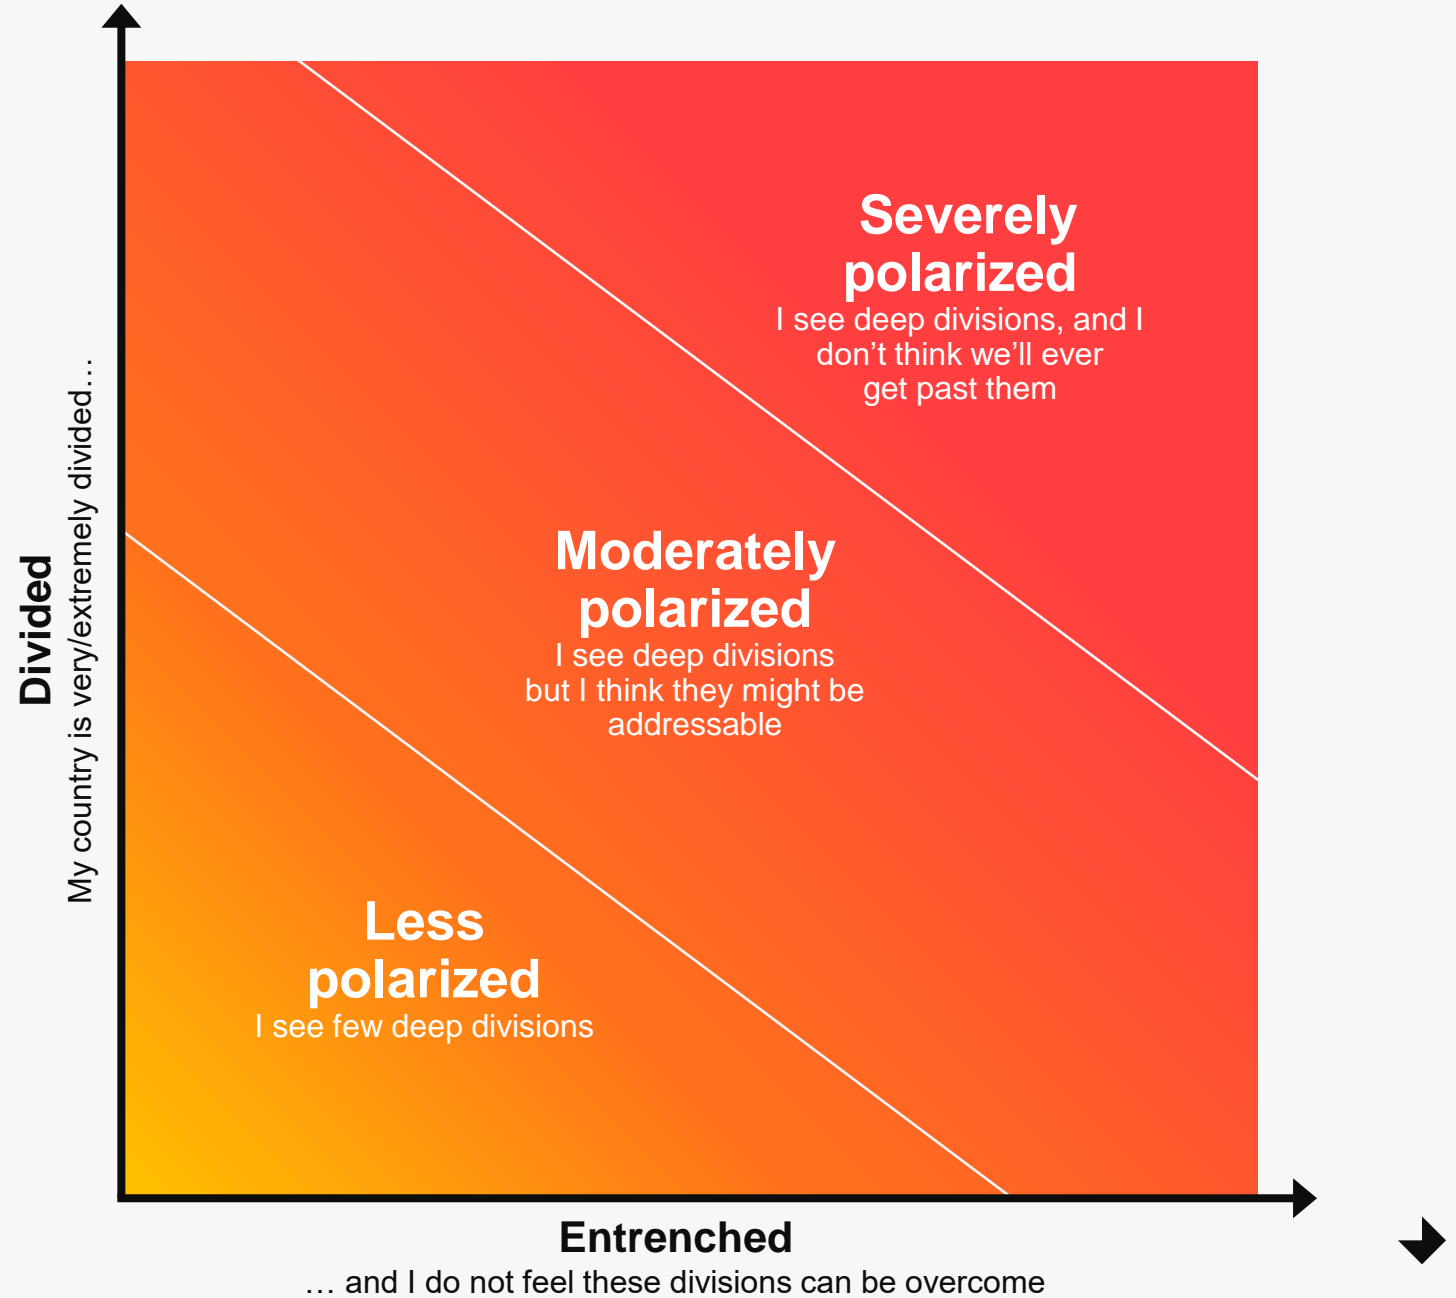 Severely
polarized
I see deep divisions, and I
don’t think we’ll ever
get past them
Divided
My country is very/extremely divided…
Moderately
polarized
I see deep divisions
but I think they might be
addressable
Less
polarized
I see few deep divisions
Entrenched
… and I do not feel these divisions can be overcome